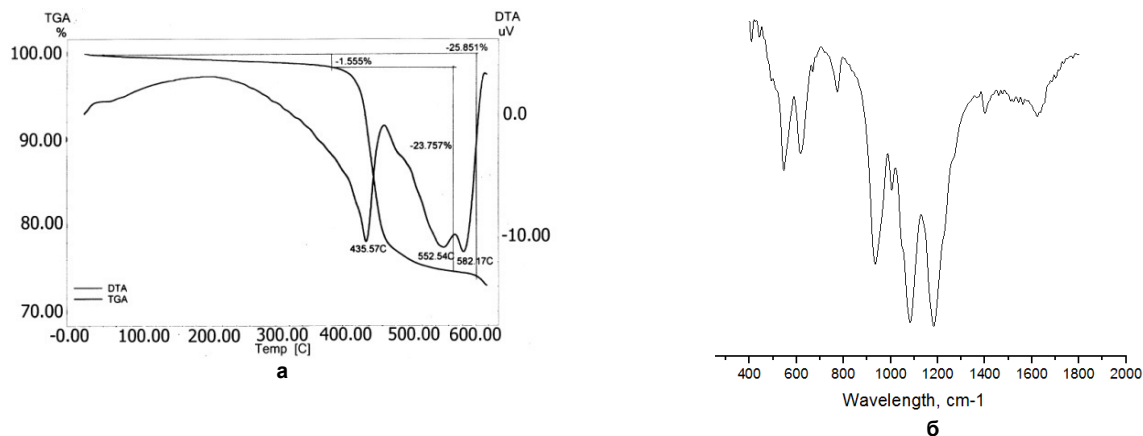 TGA
%
DTA
uV
100.00
90.00
80.00
70.00
0.0
-10.00
-25.851%
-1.555%
-23.757%
435.57C
552.54C
582.17C
DTA
TGA
-0.00 100.00 200.00 300.00 400.00 500.00 600.00
Temp [C]
а
400 600 800 1000 1200 1400 1600 1800 2000
Wavelength, cm-1
б